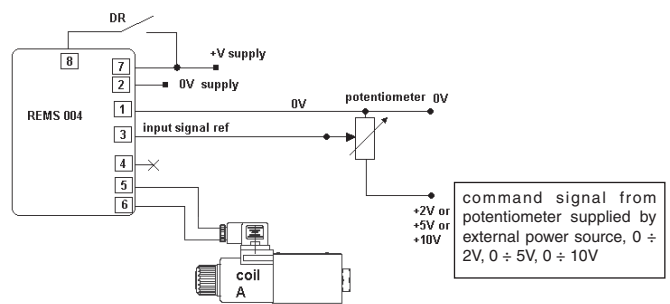 DR
8
7
+V supply
2
0V supply
REMS 004
1
0V
potentiometer
0V
3
input signal ref
4
5
6
+2V or
+5V or
+10V
command signal from
potentiometer supplied by
external power source, 0 ÷
2V, 0 ÷ 5V, 0 ÷ 10V
coil
A